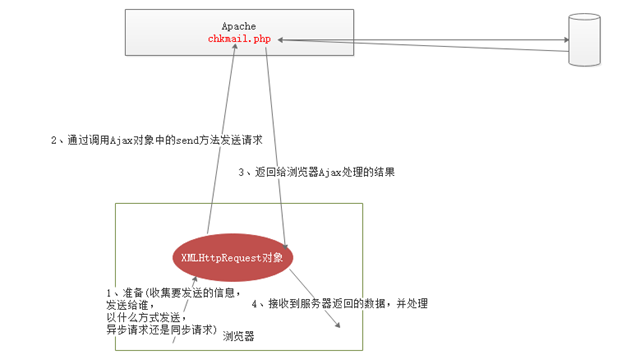 Apache
chkmail.php
2、通过调用Ajax对象中的send方法发送请求
3、返回给浏览器Ajax处理的结果
XMLHttpRequest对象
1、准备(收集要发送的信息,
发送给谁,
以什么方式发送,
异步请求还是同步请求)
4、接收到服务器返回的数据,并处理
浏览器